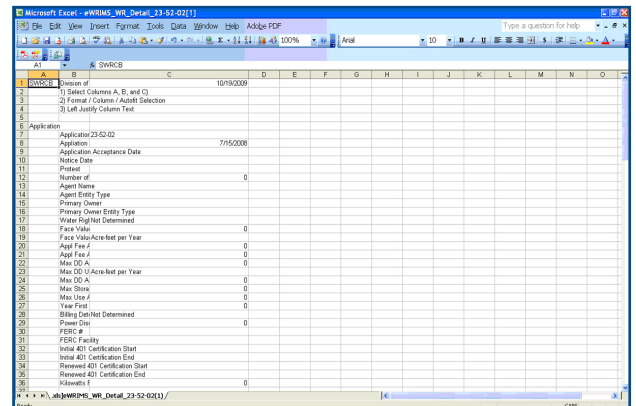 Microsoft Excel - eWRIMS_WR_Detail_23-52-02[1]
File Edit View Insert Format Tools Data Window Help Adobe PDF Type a question for help
100% Arial 10 B I U
A1 fx SWRCB
A B C D E F G H I J K L M N O
1 SWRCB Division of 10/19/2009
2 1) Select Columns A, B, and C)
3 2) Format / Column / Autofit Selection
4 3) Left Justify Column Text
5
6 Application
7 Application 23-52-02
8 Appliation 7/15/2008
9 Application Acceptance Date
10 Notice Date
11 Protest
12 Number of 0
13 Agent Name
14 Agent Entity Type
15 Primary Owner
16 Primary Owner Entity Type
17 Water Rigl Not Determined
18 Face Value 0
19 Face Value Acre-feet per Year
20 Appl Fee A 0
21 Appl Fee A 0
22 Max DD A 0
23 Max DD U Acre-feet per Year
24 Max DD A 0
25 Max Stora 0
26 Max Use A 0
27 Year First 0
28 Billing Det Not Determined
29 Power Disc 0
30 FERC #
31 FERC Facility
32 Initial 401 Certification Start
33 Initial 401 Certification End
34 Renewed 401 Certification Start
35 Renewed 401 Certification End
36 Kilowatts F 0
.xls]eWRIMS_WR_Detail_23-52-02(1)